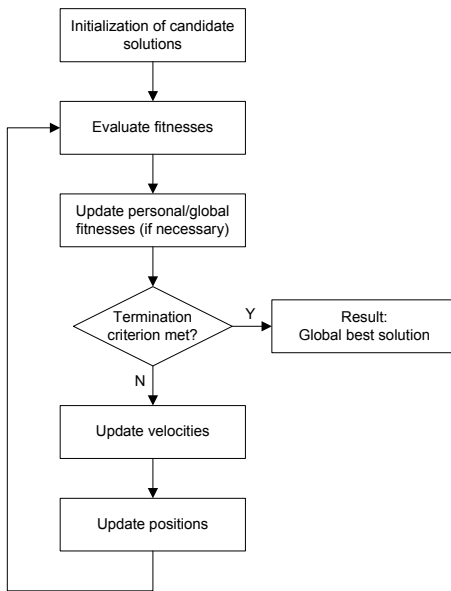 Initialization of candidate
solutions
Evaluate fitnesses
Update personal/global
fitnesses (if necessary)
Termination
criterion met?
Y
Result:
Global best solution
N
Update velocities
Update positions